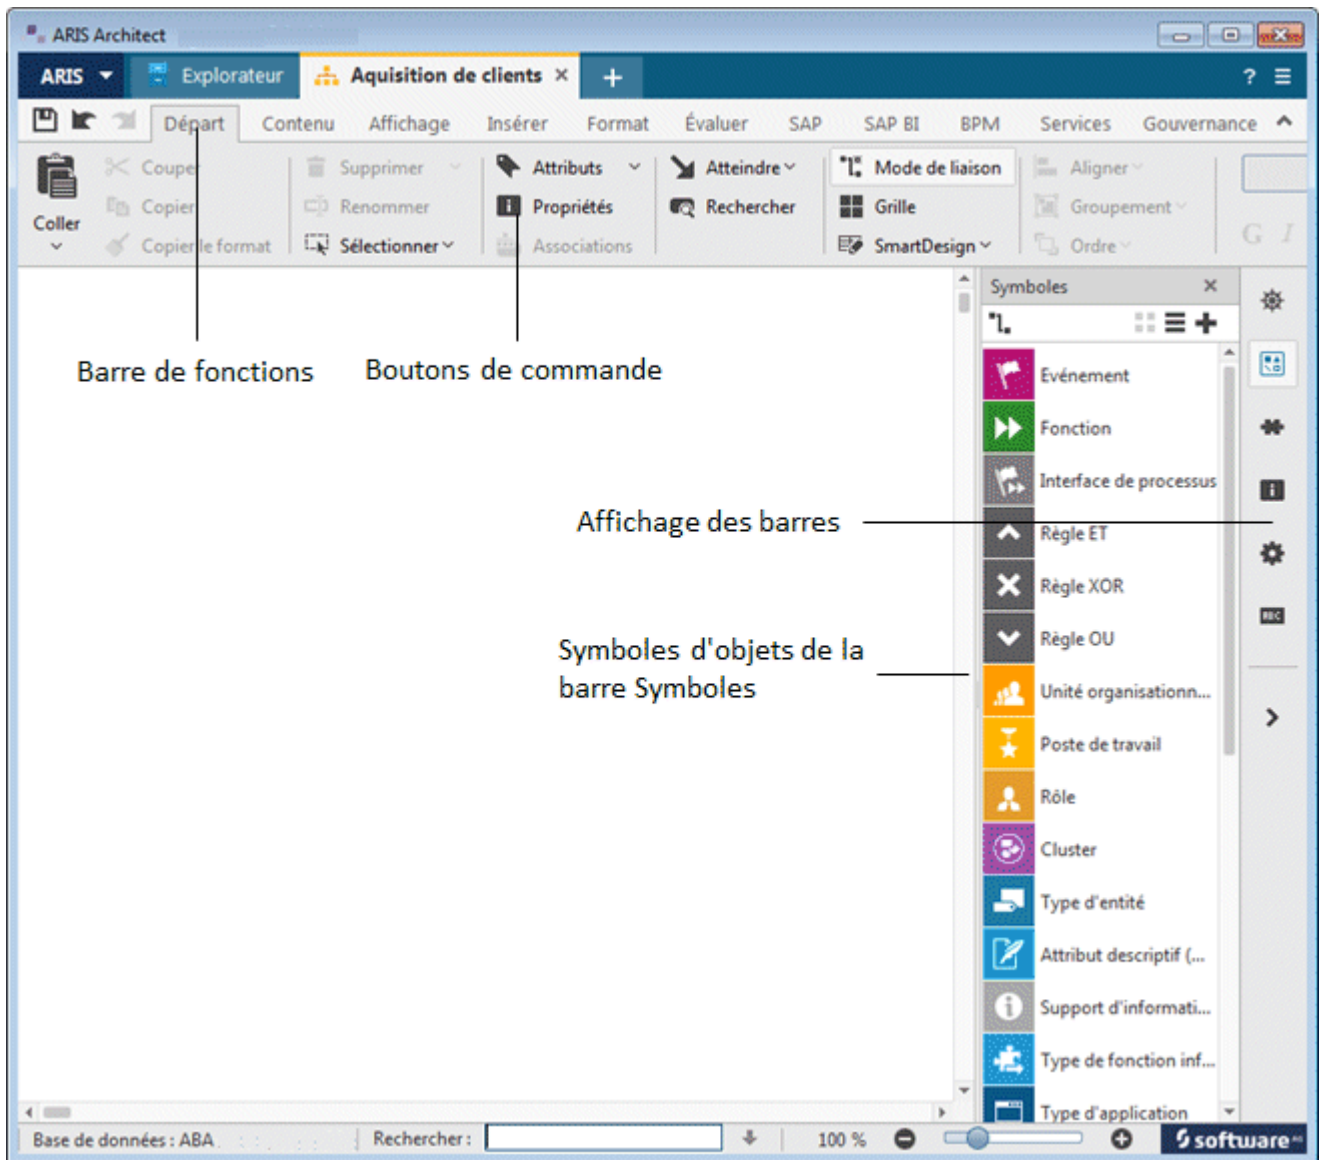 ARIS Architect
ARIS Explorateur Aquisition de clients × + ?
Départ Contenu Affichage Insérer Format Évaluer SAP SAP BI BPM Services Gouvernance
Coller
Couper
Copier
Copier le format
Supprimer
Renommer
Sélectionner
Attributs
Propriétés
Associations
Atteindre
Rechercher
Mode de liaison
Grille
SmartDesign
Aligner
Groupement
Ordre
G I
Barre de fonctions
Boutons de commande
Affichage des barres
Symboles d'objets de la
barre Symboles
Symboles ×
Evénement
Fonction
Interface de processus
Règle ET
Règle XOR
Règle OU
Unité organisationn...
Poste de travail
Rôle
Cluster
Type d'entité
Attribut descriptif (...
Support d'informati...
Type de fonction inf...
Type d'application
REC
Base de données : ABA
Rechercher :
100 %
software AG